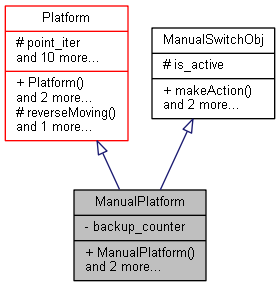 Platform
# point_iter
and 10 more...
+ Platform()
and 2 more...
# reverseMoving()
and 1 more...
ManualSwitchObj
# is_active
+ makeAction()
and 2 more...
ManualPlatform
- backup_counter
+ ManualPlatform()
and 2 more...